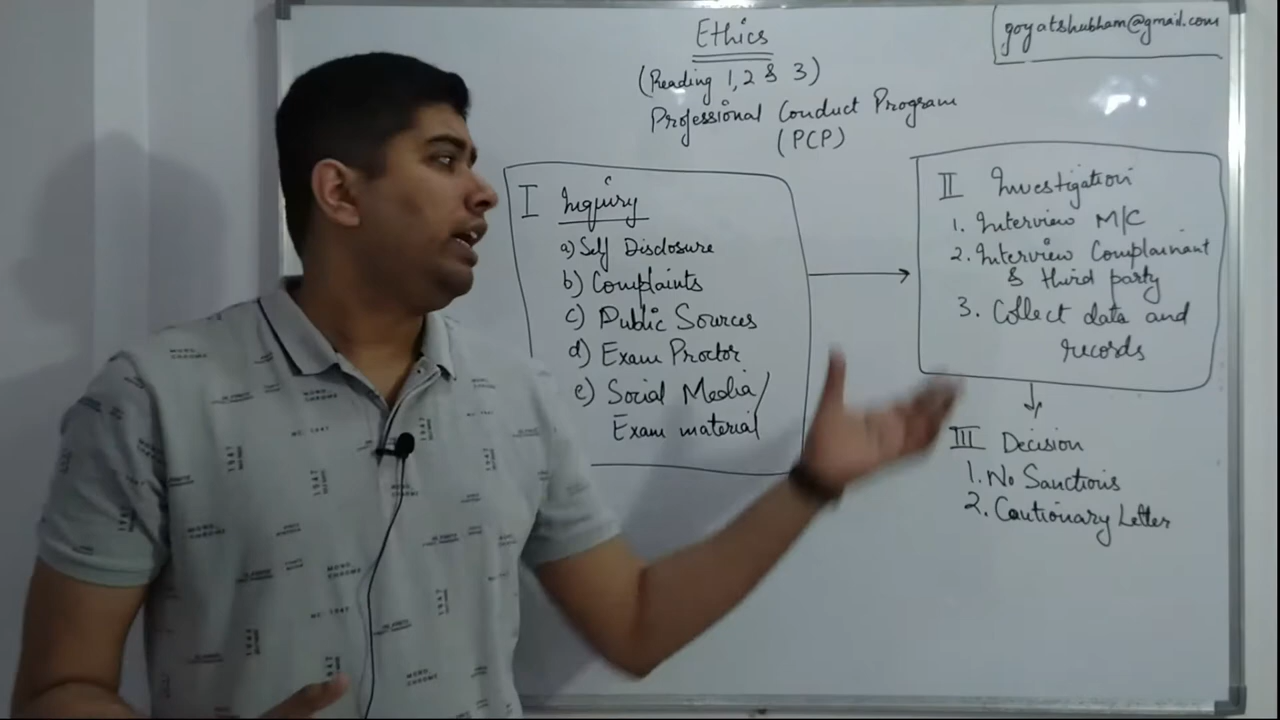 Ethics
(Reading 1, 2 & 3)
Professional Conduct Program
(PCP)
goyatshubham@gmail.com
I Inquiry
a) Self Disclosure
b) Complaints
c) Public Sources
d) Exam Proctor
e) Social Media/
Exam material
II Investigation
1. Interview M/C
2. Interview Complainant
& third party
3. Collect data and
records
III Decision
1. No Sanctions
2. Cautionary Letter